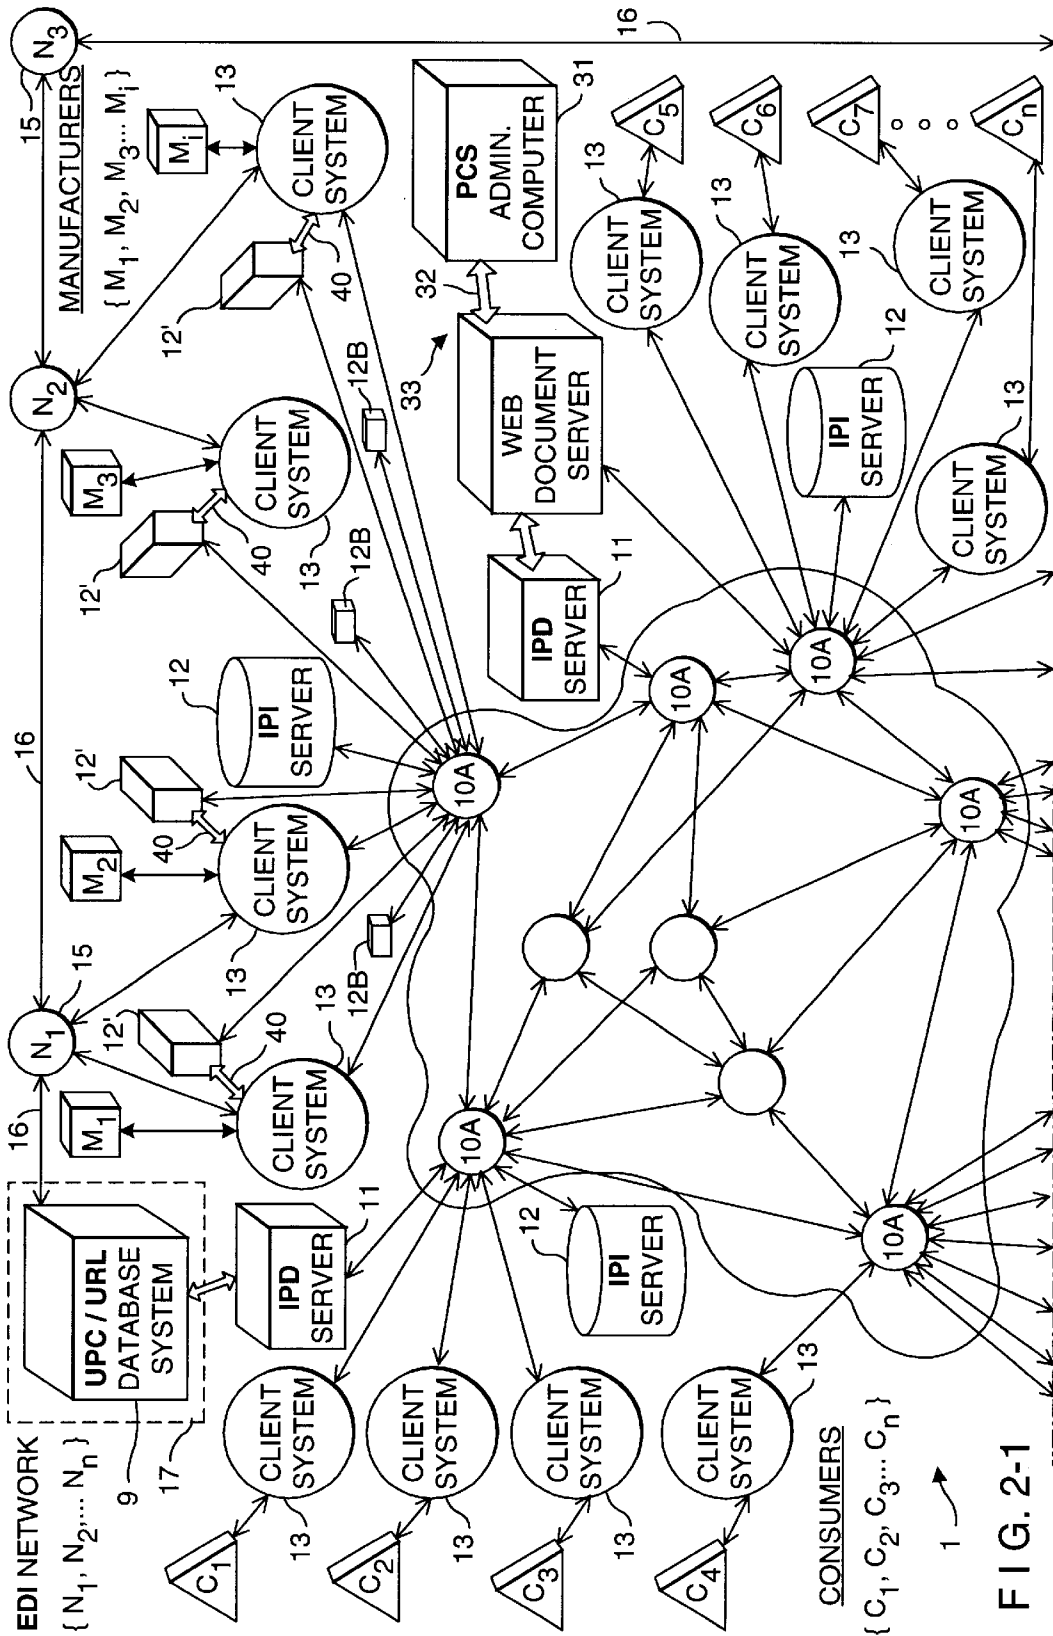 EDI NETWORK
{ N1, N2,... Nn }
UPC / URL
DATABASE
SYSTEM
9
17
16
N1
15
16
N2
15
N3
16
MANUFACTURERS
{ M1, M2, M3... Mi }
M1
12'
40
CLIENT
SYSTEM
13
M2
12'
40
CLIENT
SYSTEM
13
12
IPI
SERVER
M3
12'
40
CLIENT
SYSTEM
13
Mi
12'
40
CLIENT
SYSTEM
13
12B
12B
12B
IPD
SERVER
11
10A
10A
IPI
SERVER
12
IPD
SERVER
11
WEB
DOCUMENT
SERVER
33
32
PCS
ADMIN.
COMPUTER
31
C1
CLIENT
SYSTEM
13
C2
CLIENT
SYSTEM
13
C3
CLIENT
SYSTEM
13
C4
CLIENT
SYSTEM
13
10A
10A
10A
10A
CLIENT
SYSTEM
13
C5
CLIENT
SYSTEM
13
C6
IPI
SERVER
12
CLIENT
SYSTEM
13
C7
CLIENT
SYSTEM
13
Cn
CONSUMERS
{ C1, C2, C3... Cn }
1
FIG. 2-1